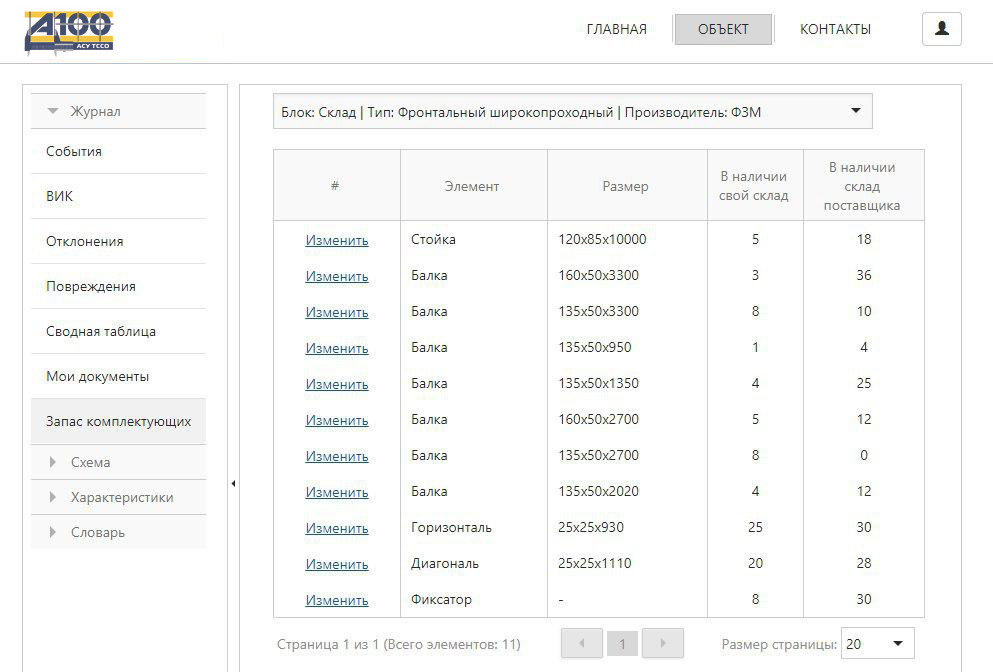 А100
АСУ ТССО
ГЛАВНАЯ ОБЪЕКТ КОНТАКТЫ
Журнал
События
ВИК
Отклонения
Повреждения
Сводная таблица
Мои документы
Запас комплектующих
Схема
Характеристики
Словарь
Блок: Склад | Тип: Фронтальный широкопроходный | Производитель: ФЗМ
# Элемент Размер В наличии свой склад В наличии склад поставщика
Изменить Стойка 120x85x10000 5 18
Изменить Балка 160x50x3300 3 36
Изменить Балка 135x50x3300 8 10
Изменить Балка 135x50x950 1 4
Изменить Балка 135x50x1350 4 25
Изменить Балка 160x50x2700 5 12
Изменить Балка 135x50x2700 8 0
Изменить Балка 135x50x2020 4 12
Изменить Горизонталь 25x25x930 25 30
Изменить Диагональ 25x25x1110 20 28
Изменить Фиксатор - 8 30
Страница 1 из 1 (Всего элементов: 11) 1 Размер страницы: 20